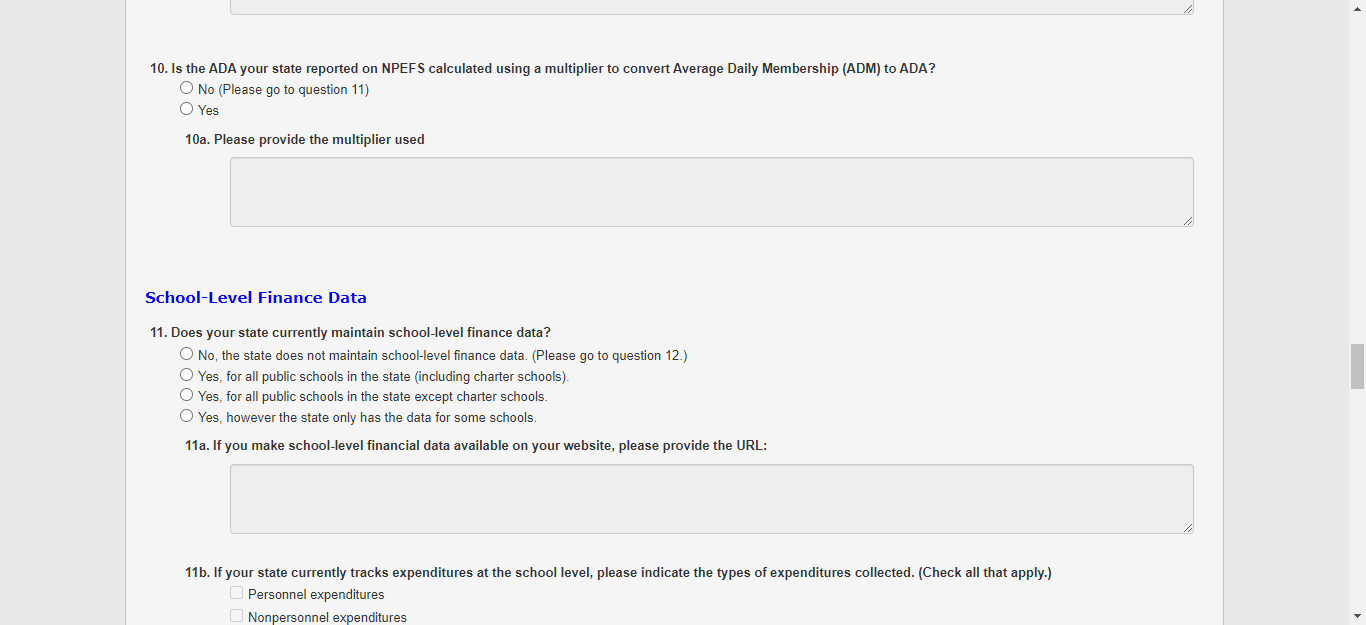 10. Is the ADA your state reported on NPEFS calculated using a multiplier to convert Average Daily Membership (ADM) to ADA?
No (Please go to question 11)
Yes
10a. Please provide the multiplier used
School-Level Finance Data
11. Does your state currently maintain school-level finance data?
No, the state does not maintain school-level finance data. (Please go to question 12.)
Yes, for all public schools in the state (including charter schools).
Yes, for all public schools in the state except charter schools.
Yes, however the state only has the data for some schools.
11a. If you make school-level financial data available on your website, please provide the URL:
11b. If your state currently tracks expenditures at the school level, please indicate the types of expenditures collected. (Check all that apply.)
Personnel expenditures
Nonpersonnel expenditures